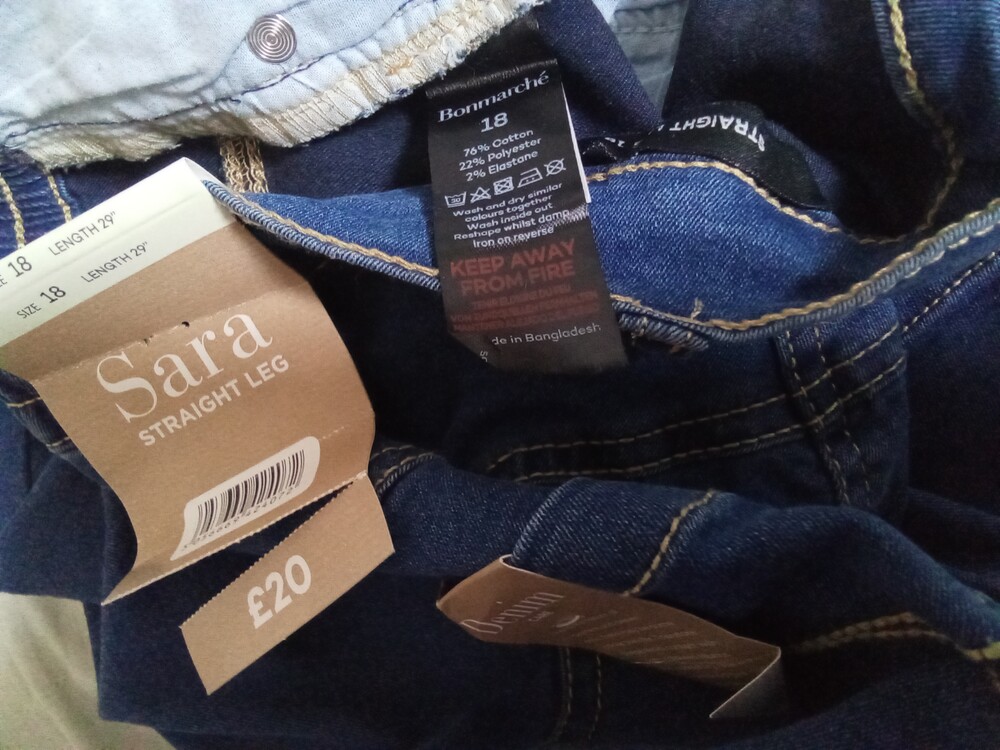 Bonmarché
18
76% Cotton
22% Polyester
2% Elastane
30
Wash and dry similar
colours together
Wash inside out
Reshape whilst damp
Iron on reverse
KEEP AWAY
FROM FIRE
de in Bangladesh
STRAIGHT
18 LENGTH 29"
SIZE 18 LENGTH 29"
Sara
STRAIGHT LEG
£20
Denim